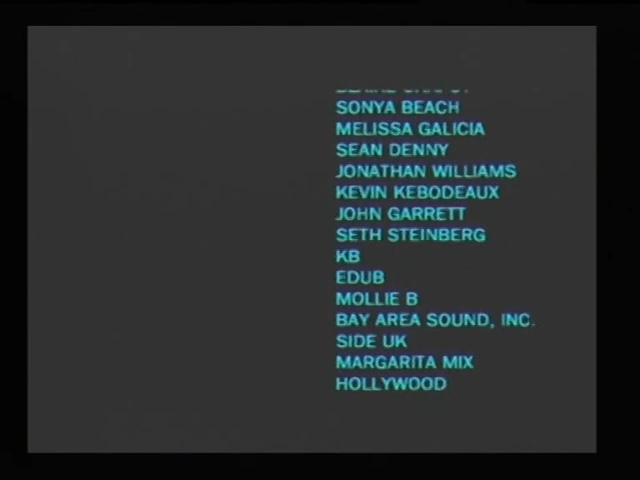 SONYA BEACH
MELISSA GALICIA
SEAN DENNY
JONATHAN WILLIAMS
KEVIN KEBODEAUX
JOHN GARRETT
SETH STEINBERG
KB
EDUB
MOLLIE B
BAY AREA SOUND, INC.
SIDE UK
MARGARITA MIX
HOLLYWOOD